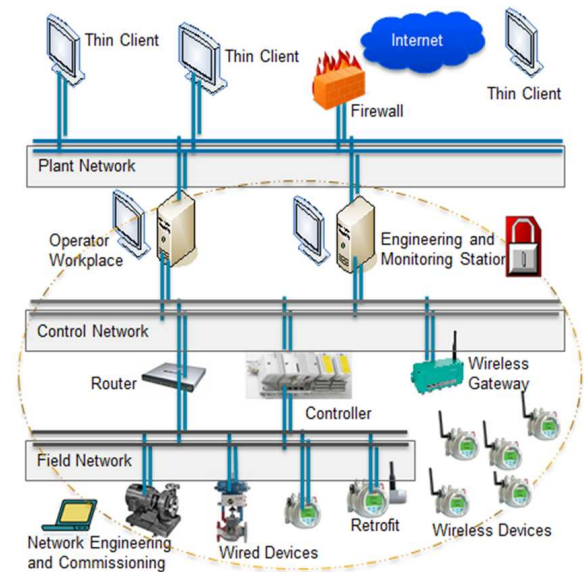 Thin Client
Thin Client
Internet
Thin Client
Firewall
Plant Network
Operator
Workplace
Engineering and
Monitoring Station
Control Network
Router
Controller
Wireless
Gateway
Field Network
Retrofit
Network Engineering
and Commissioning
Wired Devices
Wireless Devices